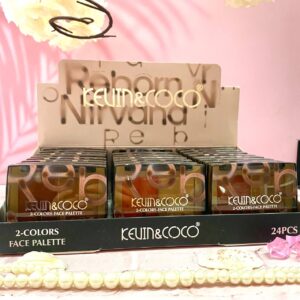 Reborn
Nirvana
KEVIN&COCO®
Reb
KEVIN&COCO®
2-COLORS FACE PALETTE
KEVIN&COCO®
2-COLORS FACE PALETTE
KEVIN&COCO®
2-COLORS FACE PALETTE
2-COLORS
FACE PALETTE
KEVIN&COCO®
24PCS